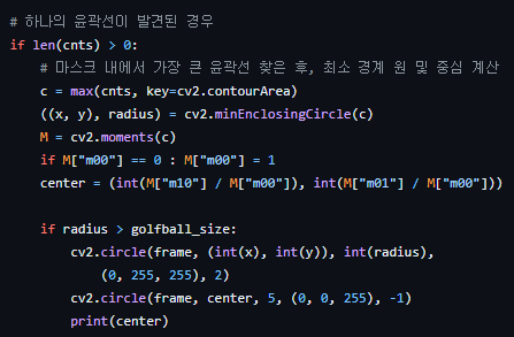 # 하나의 윤곽선이 발견된 경우
if len(cnts) > 0:
# 마스크 내에서 가장 큰 윤곽선 찾은 후, 최소 경계 원 및 중심 계산
c = max(cnts, key=cv2.contourArea)
((x, y), radius) = cv2.minEnclosingCircle(c)
M = cv2.moments(c)
if M["m00"] == 0 : M["m00"] = 1
center = (int(M["m10"] / M["m00"]), int(M["m01"] / M["m00"]))
if radius > golfball_size:
cv2.circle(frame, (int(x), int(y)), int(radius),
(0, 255, 255), 2)
cv2.circle(frame, center, 5, (0, 0, 255), -1)
print(center)